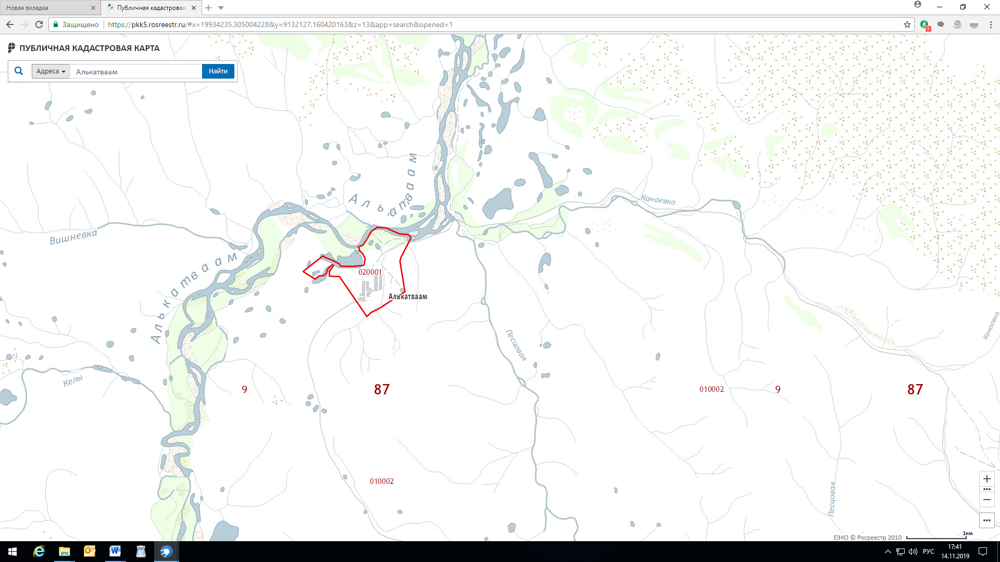 Новая вкладка
Публичная кадастровая
Защищено
https://pkk5.rosreestr.ru/#x=19934235.305004228&y=9132127.160420163&z=13&app=search&opened=1
7
ПУБЛИЧНАЯ КАДАСТРОВАЯ КАРТА
Адреса
Алькатваам
Найти
Алькатваам
Канаевка
Вишневка
Алькатваам
020001
Алькатваам
Канаевка
Песцовая
Келы
9
87
010002
9
87
010002
Песцовая
1км
ЕЭКО © Росреестр 2010
РУС
17:41
14.11.2019